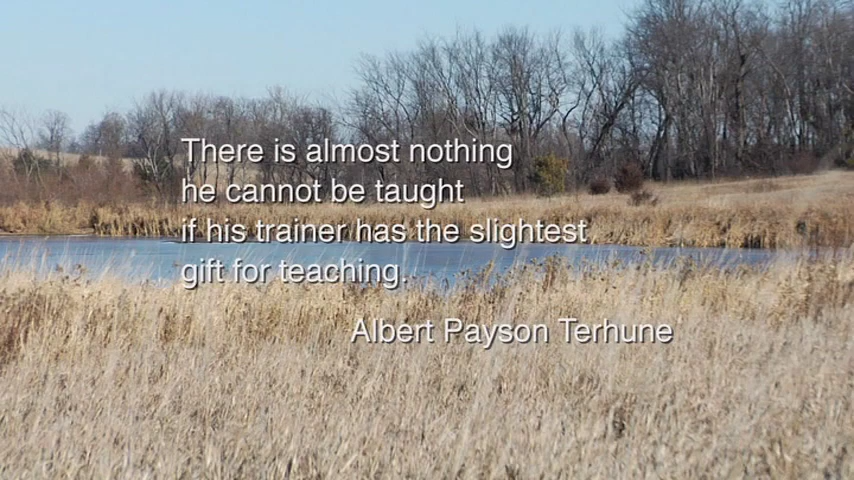 There is almost nothing
he cannot be taught
if his trainer has the slightest
gift for teaching.
Albert Payson Terhune